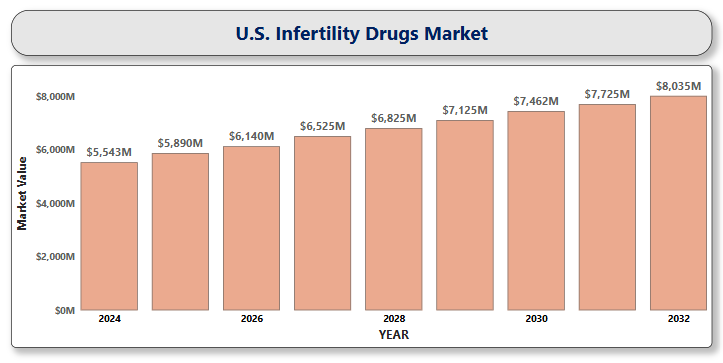 U.S. Infertility Drugs Market
$8,000M
$6,000M
$4,000M
$2,000M
$0M
Market Value
$5,543M
$5,890M
$6,140M
$6,525M
$6,825M
$7,125M
$7,462M
$7,725M
$8,035M
2024
2026
2028
2030
2032
YEAR